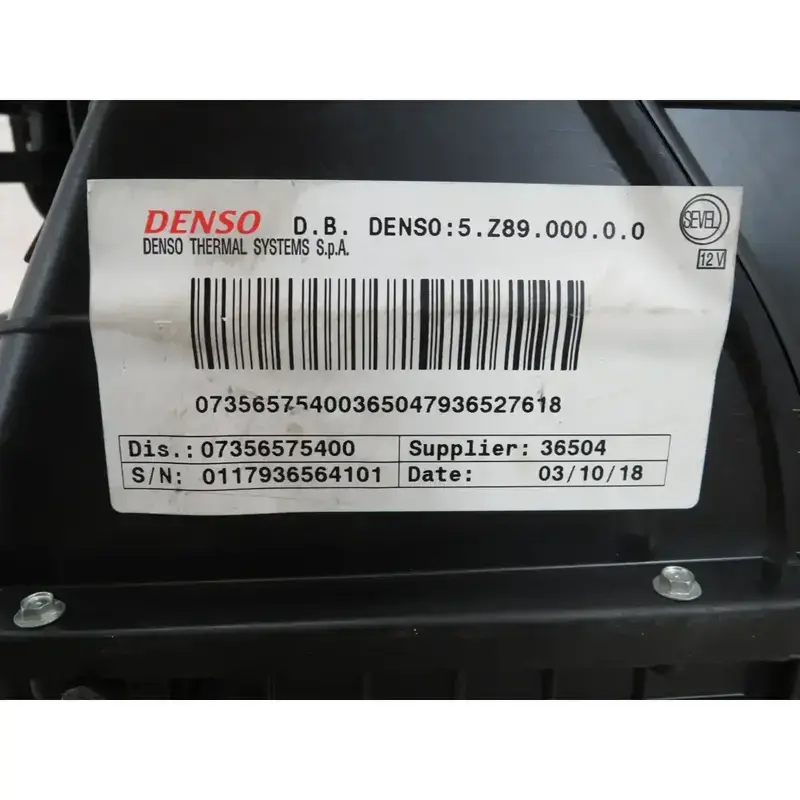 DENSO D.B. DENSO:5.Z89.000.0.0 SEVEL
DENSO THERMAL SYSTEMS S.p.A. 12 V
07356575400365047936527618
Dis.: 07356575400 Supplier: 36504
S/N: 0117936564101 Date: 03/10/18